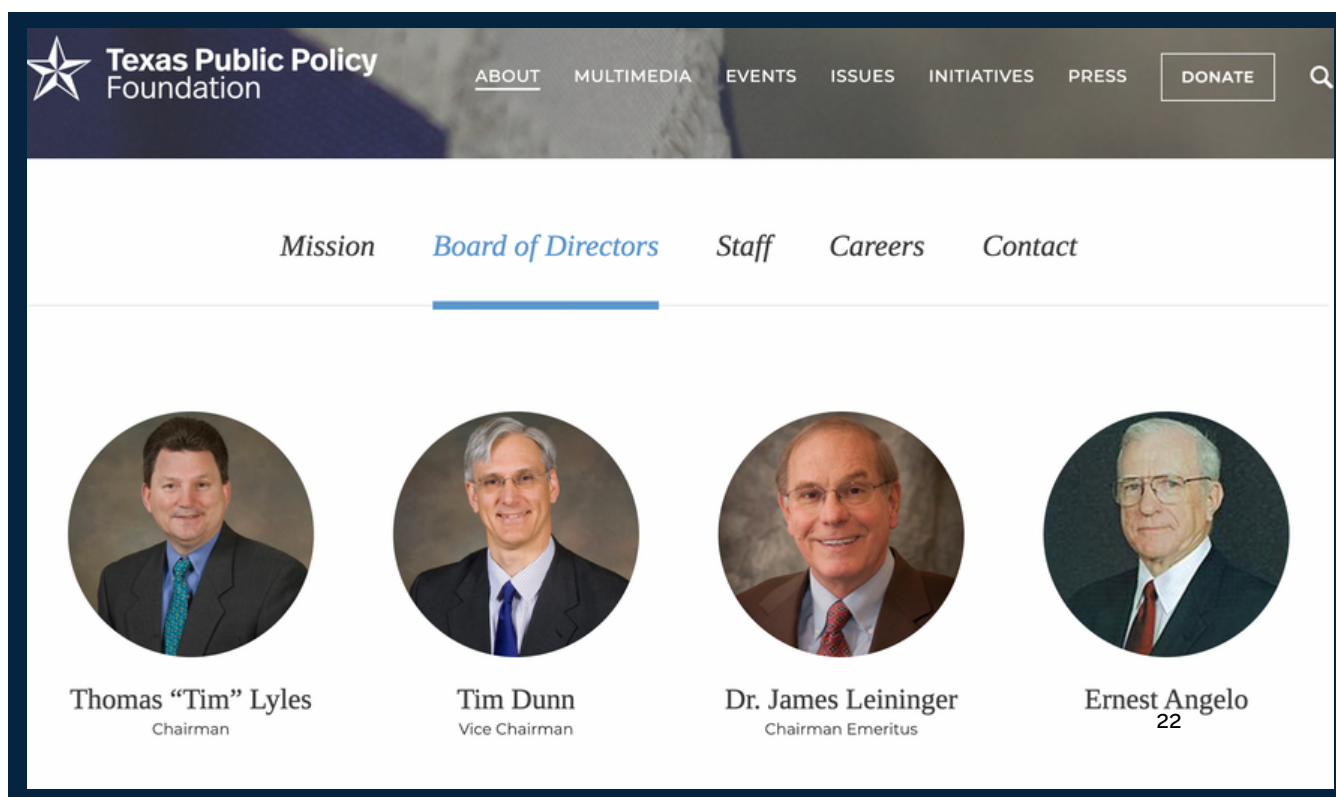 Texas Public Policy
Foundation
ABOUT MULTIMEDIA EVENTS ISSUES INITIATIVES PRESS DONATE
Mission Board of Directors Staff Careers Contact
Thomas “Tim” Lyles
Chairman
Tim Dunn
Vice Chairman
Dr. James Leininger
Chairman Emeritus
Ernest Angelo
22